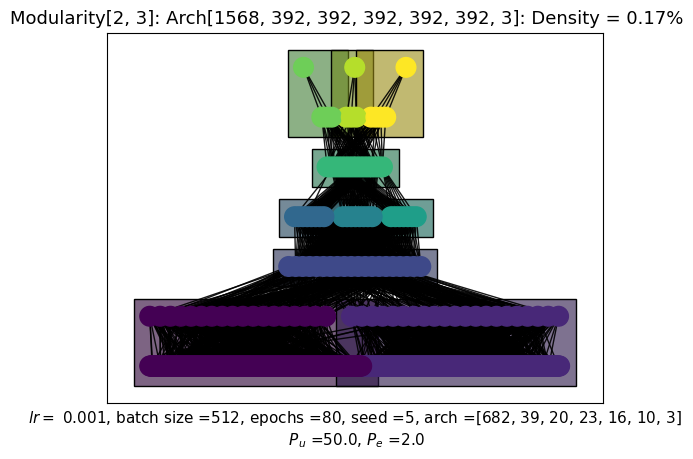 Modularity[2, 3]: Arch[1568, 392, 392, 392, 392, 392, 3]: Density = 0.17%
lr = 0.001, batch size =512, epochs =80, seed =5, arch =[682, 39, 20, 23, 16, 10, 3]
P_u =50.0, P_e =2.0